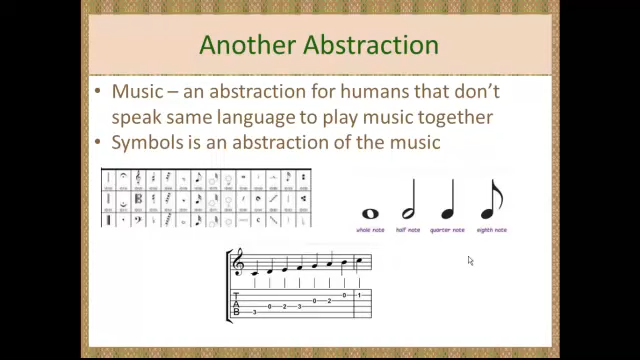 Another Abstraction
• Music – an abstraction for humans that don't
speak same language to play music together
• Symbols is an abstraction of the music
whole note half note quarter note eighth note
T
A
B
3 0 2 3 0 2 0 1